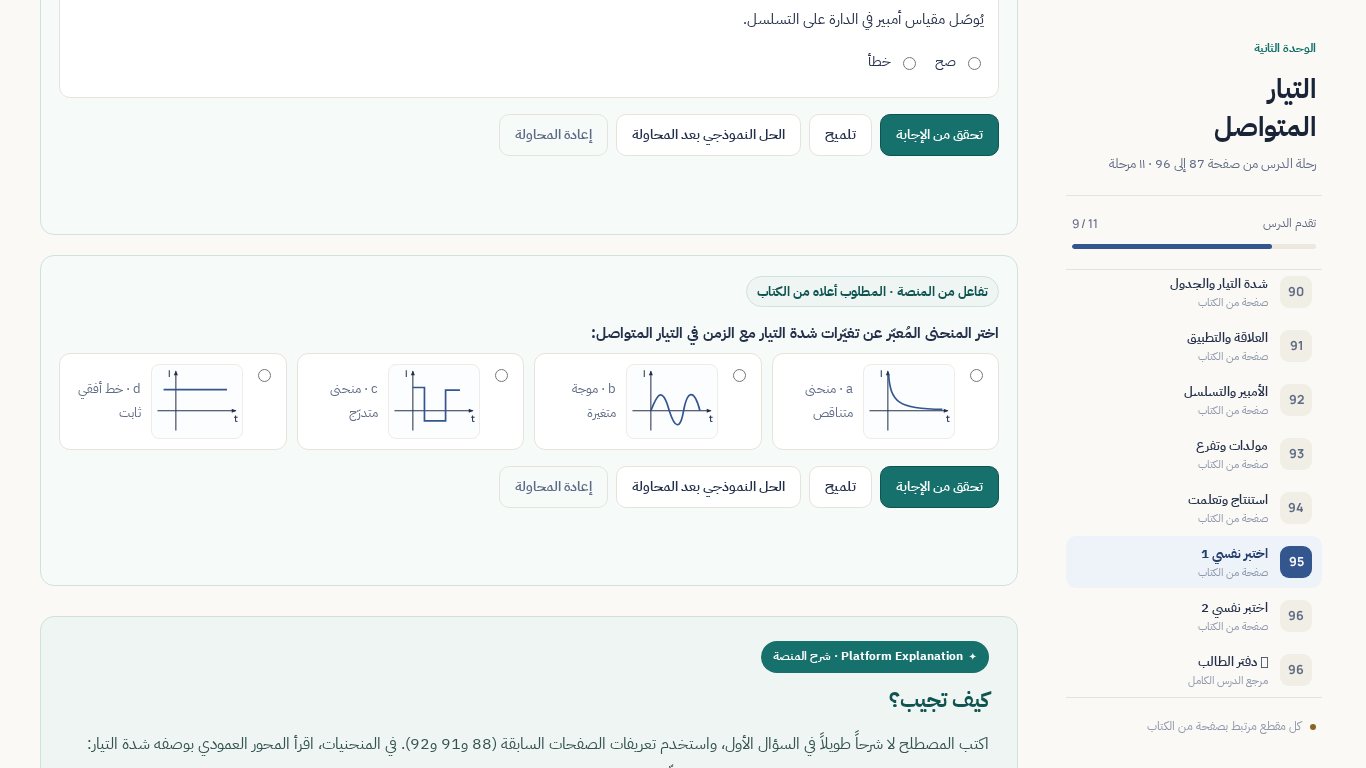 الوحدة الثانية
التيار
المتواصل
رحلة الدرس من صفحة 87 إلى 96 · ١١ مرحلة
تقدم الدرس
9 / 11
90
شدة التيار والجدول
صفحة من الكتاب
91
العلاقة والتطبيق
صفحة من الكتاب
92
الأمبير والتسلسل
صفحة من الكتاب
93
مولدات وتفرع
صفحة من الكتاب
94
استنتاج وتعلمت
صفحة من الكتاب
95
اختبر نفسي 1
صفحة من الكتاب
96
اختبر نفسي 2
صفحة من الكتاب
96
دفتر الطالب
مرجع الدرس الكامل
كل مقطع مرتبط بصفحة من الكتاب
يُوصَل مقياس أمبير في الدارة على التسلسل.
صح
خطأ
تحقق من الإجابة
تلميح
الحل النموذجي بعد المحاولة
إعادة المحاولة
تفاعل من المنصة · المطلوب أعلاه من الكتاب
اختر المنحنى المُعبّر عن تغيّرات شدة التيار مع الزمن في التيار المتواصل:
I
t
a · منحنى
متناقص
I
t
b · موجة
متغيرة
I
t
c · منحنى
متدرّج
I
t
d · خط أفقي
ثابت
تحقق من الإجابة
تلميح
الحل النموذجي بعد المحاولة
إعادة المحاولة
✦ Platform Explanation · شرح المنصة
كيف تجيب؟
اكتب المصطلح لا شرحاً طويلاً في السؤال الأول، واستخدم تعريفات الصفحات السابقة (88 و91 و92). في المنحنيات، اقرأ المحور العمودي بوصفه شدة التيار: